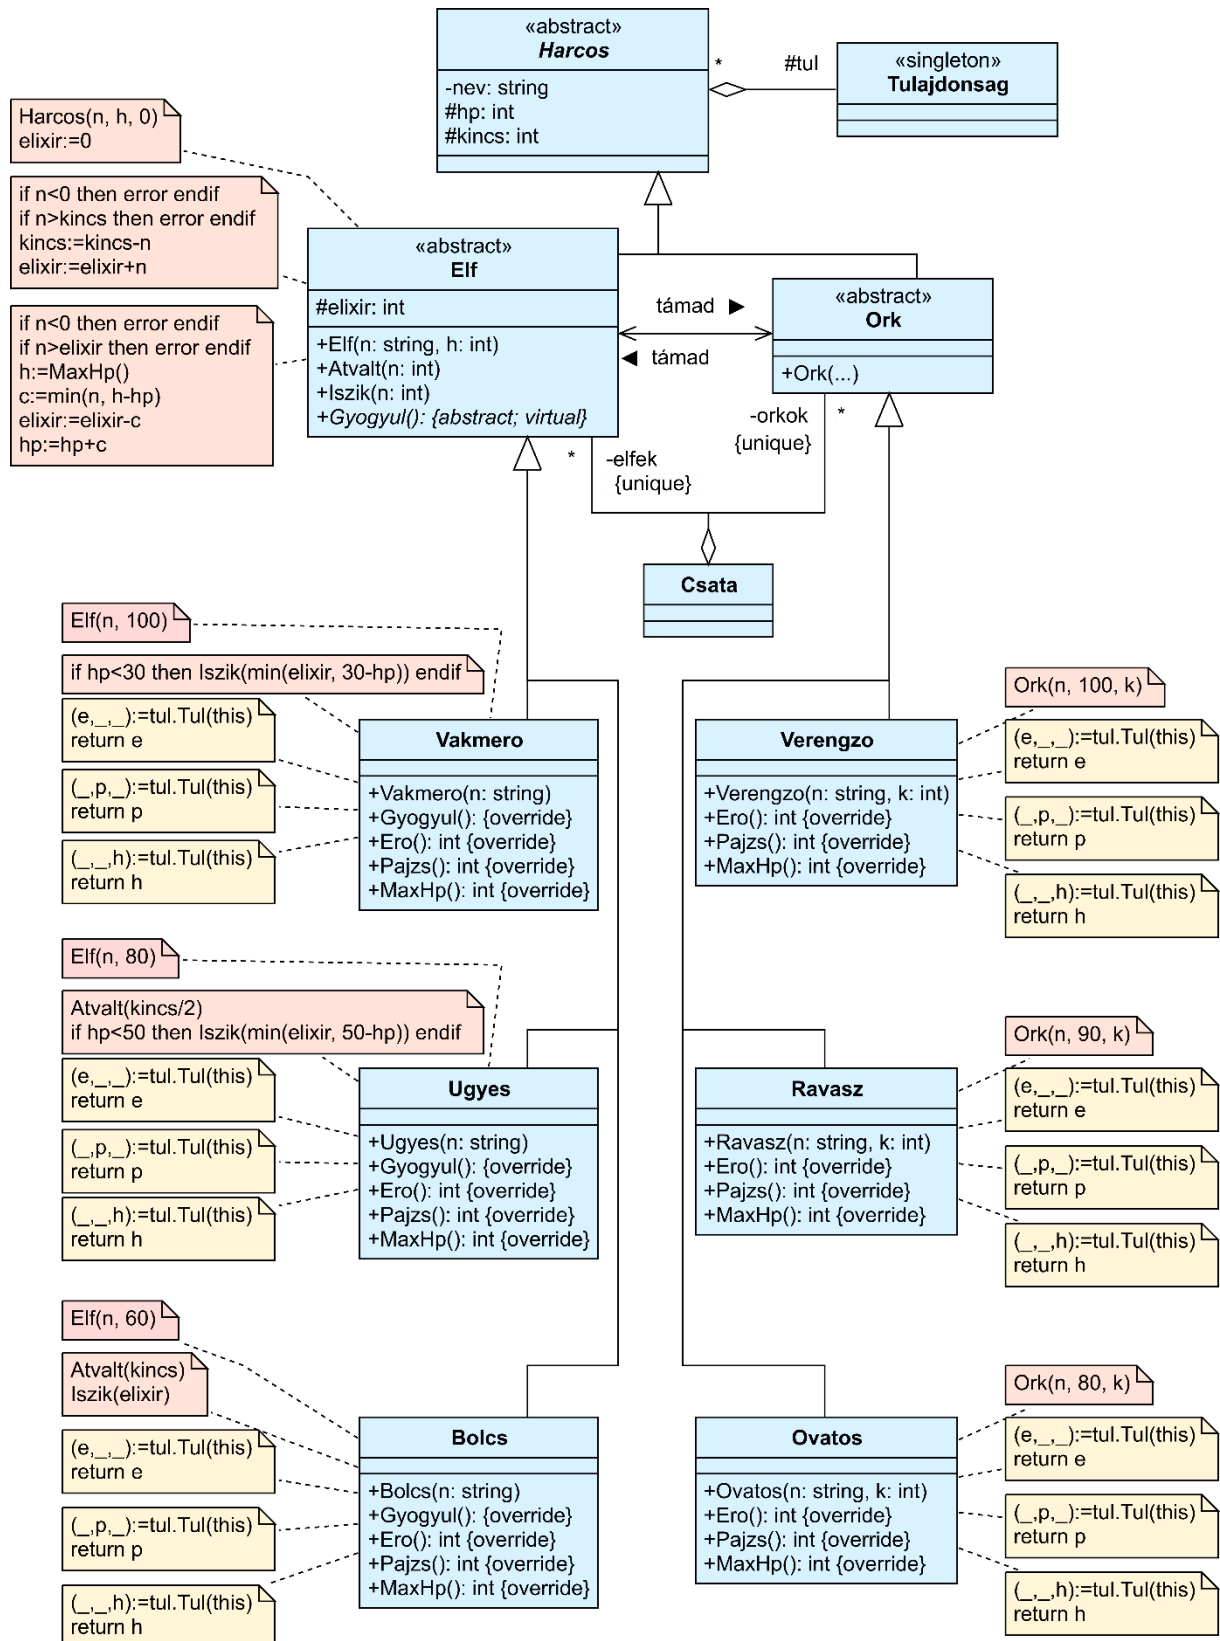 «abstract»
Harcos
-nev: string
#hp: int
#kincs: int
*
#tul
«singleton»
Tulajdonsag
Harcos(n, h, 0)
elixir:=0
if n<0 then error endif
if n>kincs then error endif
kincs:=kincs-n
elixir:=elixir+n
if n<0 then error endif
if n>elixir then error endif
h:=MaxHp()
c:=min(n, h-hp)
elixir:=elixir-c
hp:=hp+c
«abstract»
Elf
#elixir: int
+Elf(n: string, h: int)
+Atvalt(n: int)
+Iszik(n: int)
+Gyogyul(): {abstract; virtual}
támad ►
◄ támad
«abstract»
Ork
+Ork(...)
*
-elfek
{unique}
-orkok
{unique}
*
Csata
Elf(n, 100)
if hp<30 then Iszik(min(elixir, 30-hp)) endif
(e,_,_):=tul.Tul(this)
return e
(_,p,_):=tul.Tul(this)
return p
(_,_,h):=tul.Tul(this)
return h
Vakmero
+Vakmero(n: string)
+Gyogyul(): {override}
+Ero(): int {override}
+Pajzs(): int {override}
+MaxHp(): int {override}
Verengzo
+Verengzo(n: string, k: int)
+Ero(): int {override}
+Pajzs(): int {override}
+MaxHp(): int {override}
Ork(n, 100, k)
(e,_,_):=tul.Tul(this)
return e
(_,p,_):=tul.Tul(this)
return p
(_,_,h):=tul.Tul(this)
return h
Elf(n, 80)
Atvalt(kincs/2)
if hp<50 then Iszik(min(elixir, 50-hp)) endif
(e,_,_):=tul.Tul(this)
return e
(_,p,_):=tul.Tul(this)
return p
(_,_,h):=tul.Tul(this)
return h
Ugyes
+Ugyes(n: string)
+Gyogyul(): {override}
+Ero(): int {override}
+Pajzs(): int {override}
+MaxHp(): int {override}
Ravasz
+Ravasz(n: string, k: int)
+Ero(): int {override}
+Pajzs(): int {override}
+MaxHp(): int {override}
Ork(n, 90, k)
(e,_,_):=tul.Tul(this)
return e
(_,p,_):=tul.Tul(this)
return p
(_,_,h):=tul.Tul(this)
return h
Elf(n, 60)
Atvalt(kincs)
Iszik(elixir)
(e,_,_):=tul.Tul(this)
return e
(_,p,_):=tul.Tul(this)
return p
(_,_,h):=tul.Tul(this)
return h
Bolcs
+Bolcs(n: string)
+Gyogyul(): {override}
+Ero(): int {override}
+Pajzs(): int {override}
+MaxHp(): int {override}
Ovatos
+Ovatos(n: string, k: int)
+Ero(): int {override}
+Pajzs(): int {override}
+MaxHp(): int {override}
Ork(n, 80, k)
(e,_,_):=tul.Tul(this)
return e
(_,p,_):=tul.Tul(this)
return p
(_,_,h):=tul.Tul(this)
return h